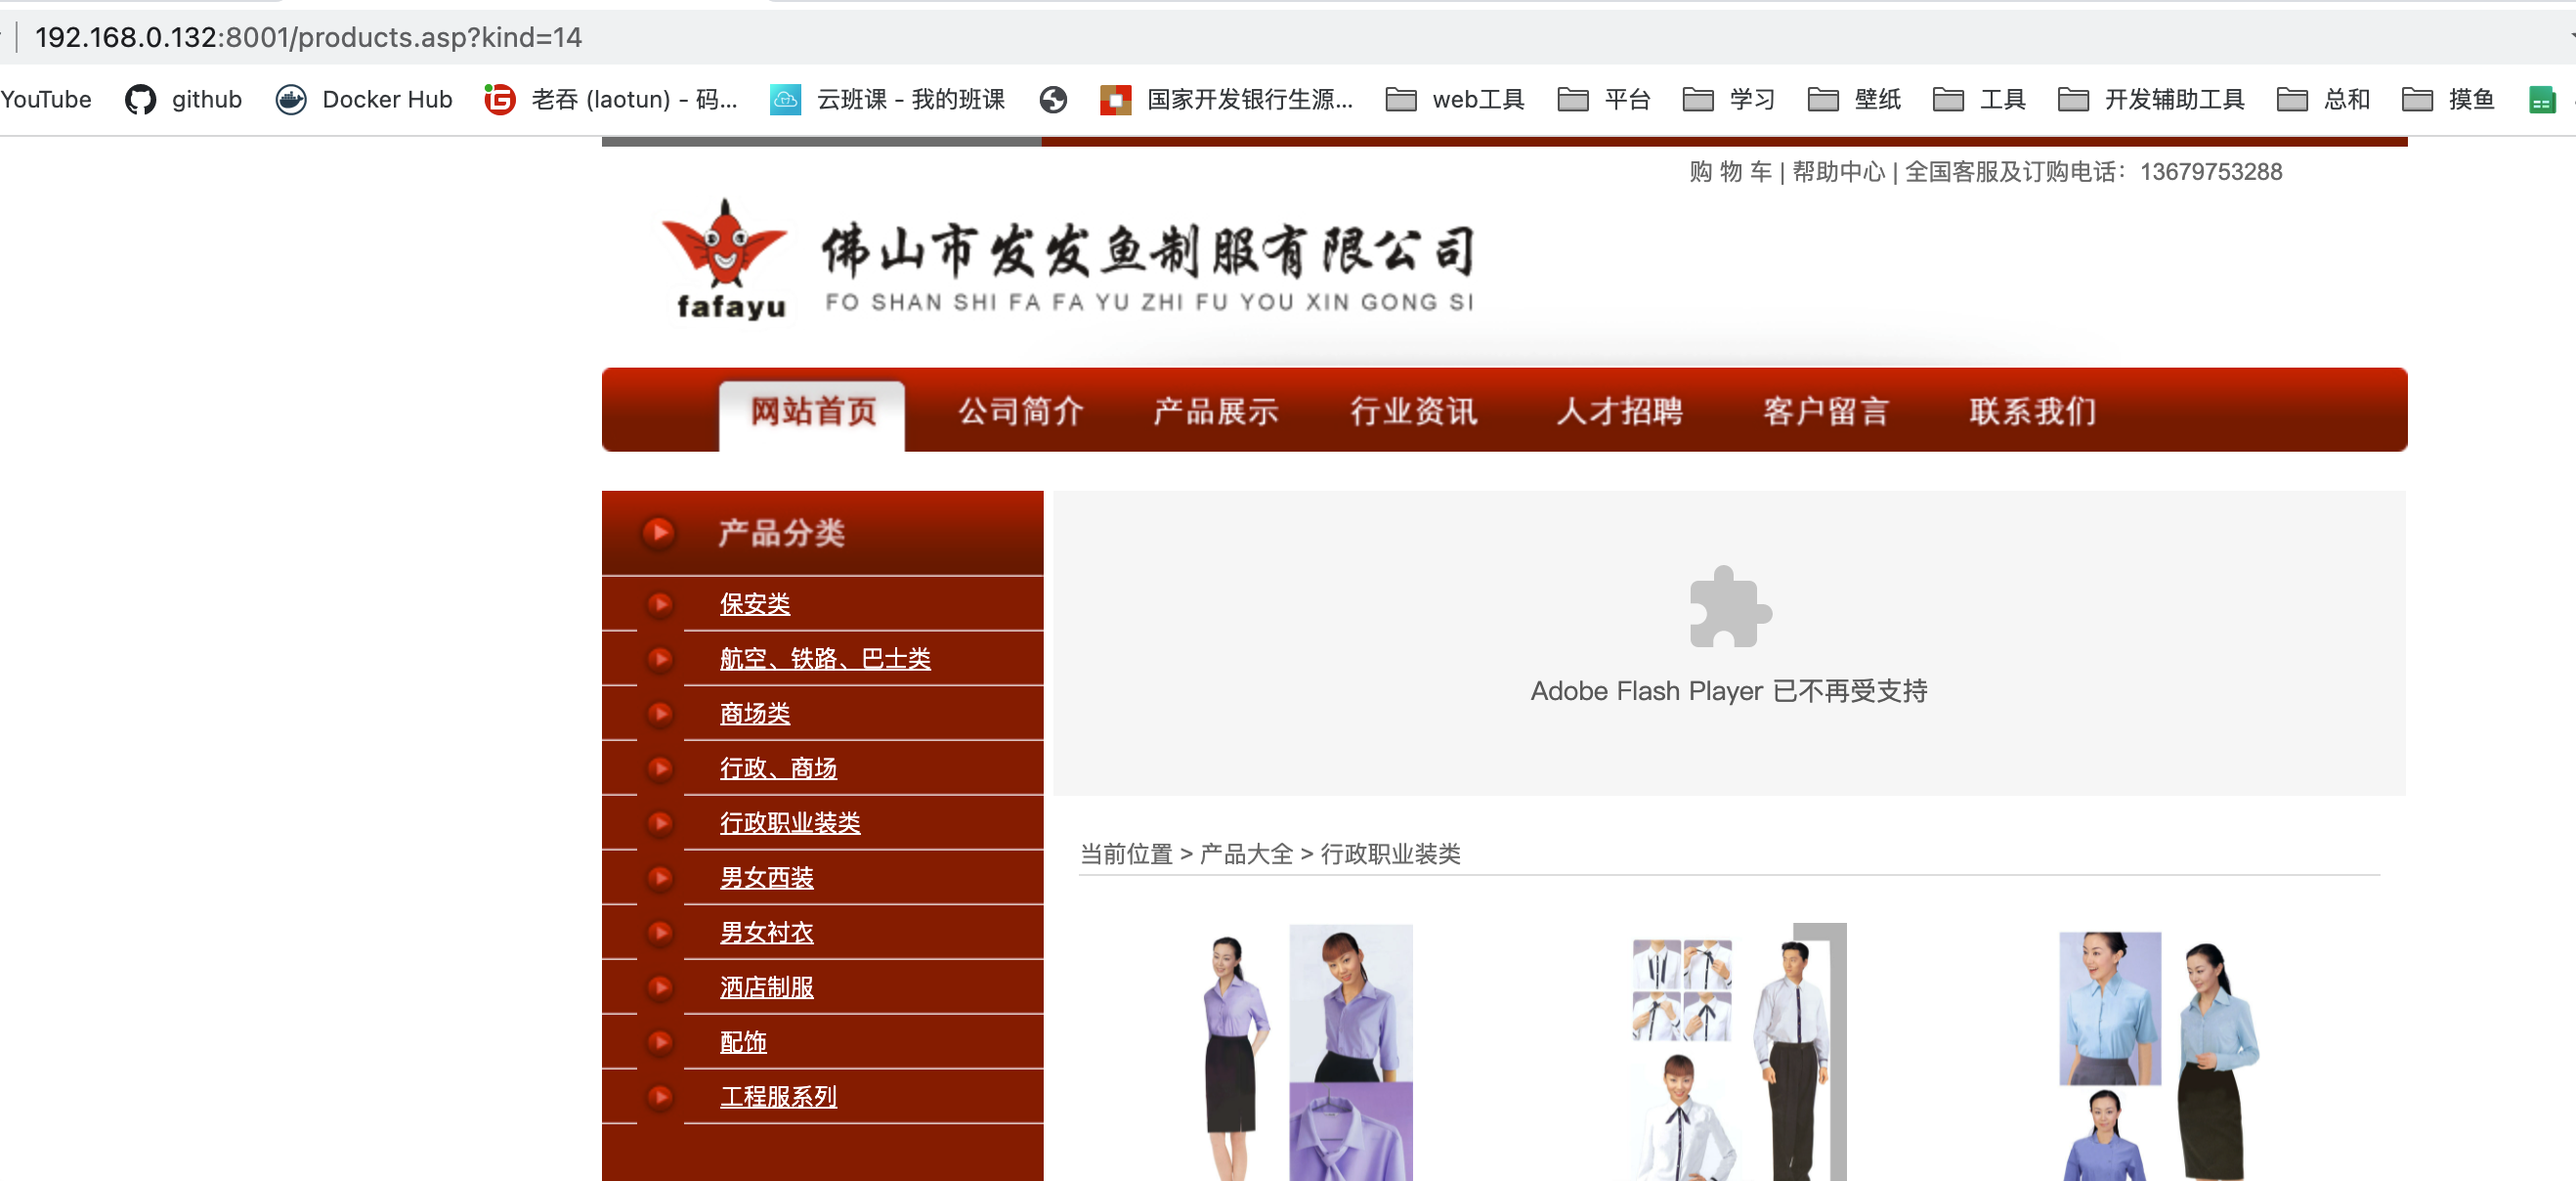 192.168.0.132:8001/products.asp?kind=14
YouTube github Docker Hub 老吞 (laotun) - 码... 云班课 - 我的班课 国家开发银行生源... web工具 平台 学习 壁纸 工具 开发辅助工具 总和 摸鱼
购 物 车 | 帮助中心 | 全国客服及订购电话：13679753288
佛山市发发鱼制服有限公司
fafayu FO SHAN SHI FA FA YU ZHI FU YOU XIN GONG SI
网站首页 公司简介 产品展示 行业资讯 人才招聘 客户留言 联系我们
产品分类
保安类
航空、铁路、巴士类
商场类
行政、商场
行政职业装类
男女西装
男女衬衣
酒店制服
配饰
工程服系列
Adobe Flash Player 已不再受支持
当前位置 > 产品大全 > 行政职业装类